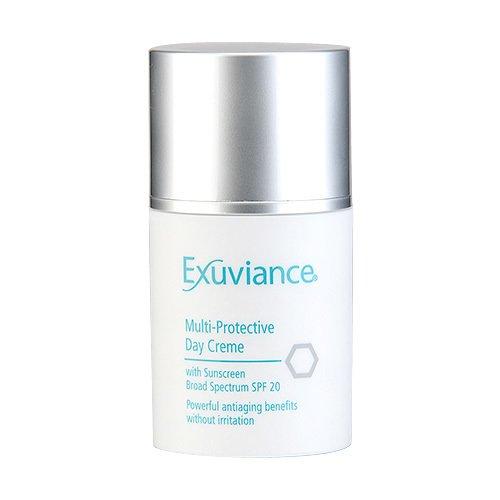 Exuviance®
Multi-Protective
Day Creme
with Sunscreen
Broad Spectrum SPF 20
Powerful antiaging benefits
without irritation